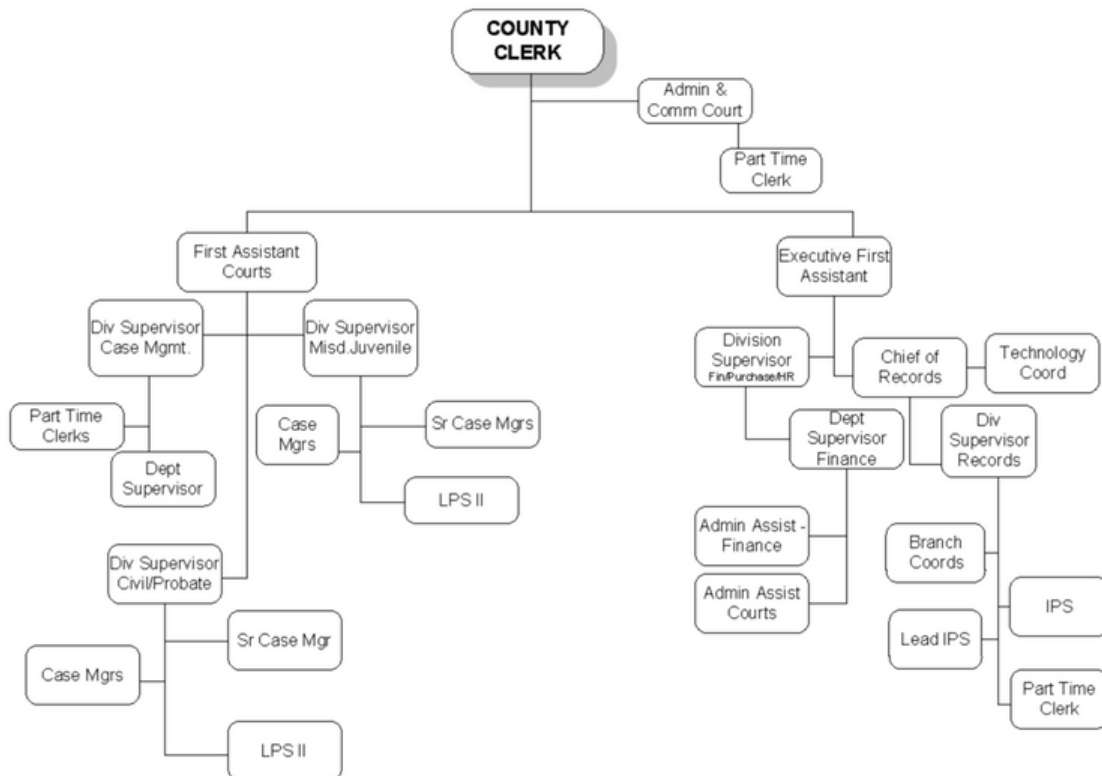 COUNTY
CLERK
Admin &
Comm Court
Part Time
Clerk
First Assistant
Courts
Executive First
Assistant
Div Supervisor
Case Mgmt.
Div Supervisor
Misd.Juvenile
Division
Supervisor
Fin/Purchase/HR
Chief of
Records
Technology
Coord
Part Time
Clerks
Dept
Supervisor
Case
Mgrs
Sr Case Mgrs
LPS II
Dept
Supervisor
Finance
Div
Supervisor
Records
Admin Assist -
Finance
Admin Assist
Courts
Branch
Coords
IPS
Lead IPS
Part Time
Clerk
Div Supervisor
Civil/Probate
Sr Case Mgr
Case Mgrs
LPS II